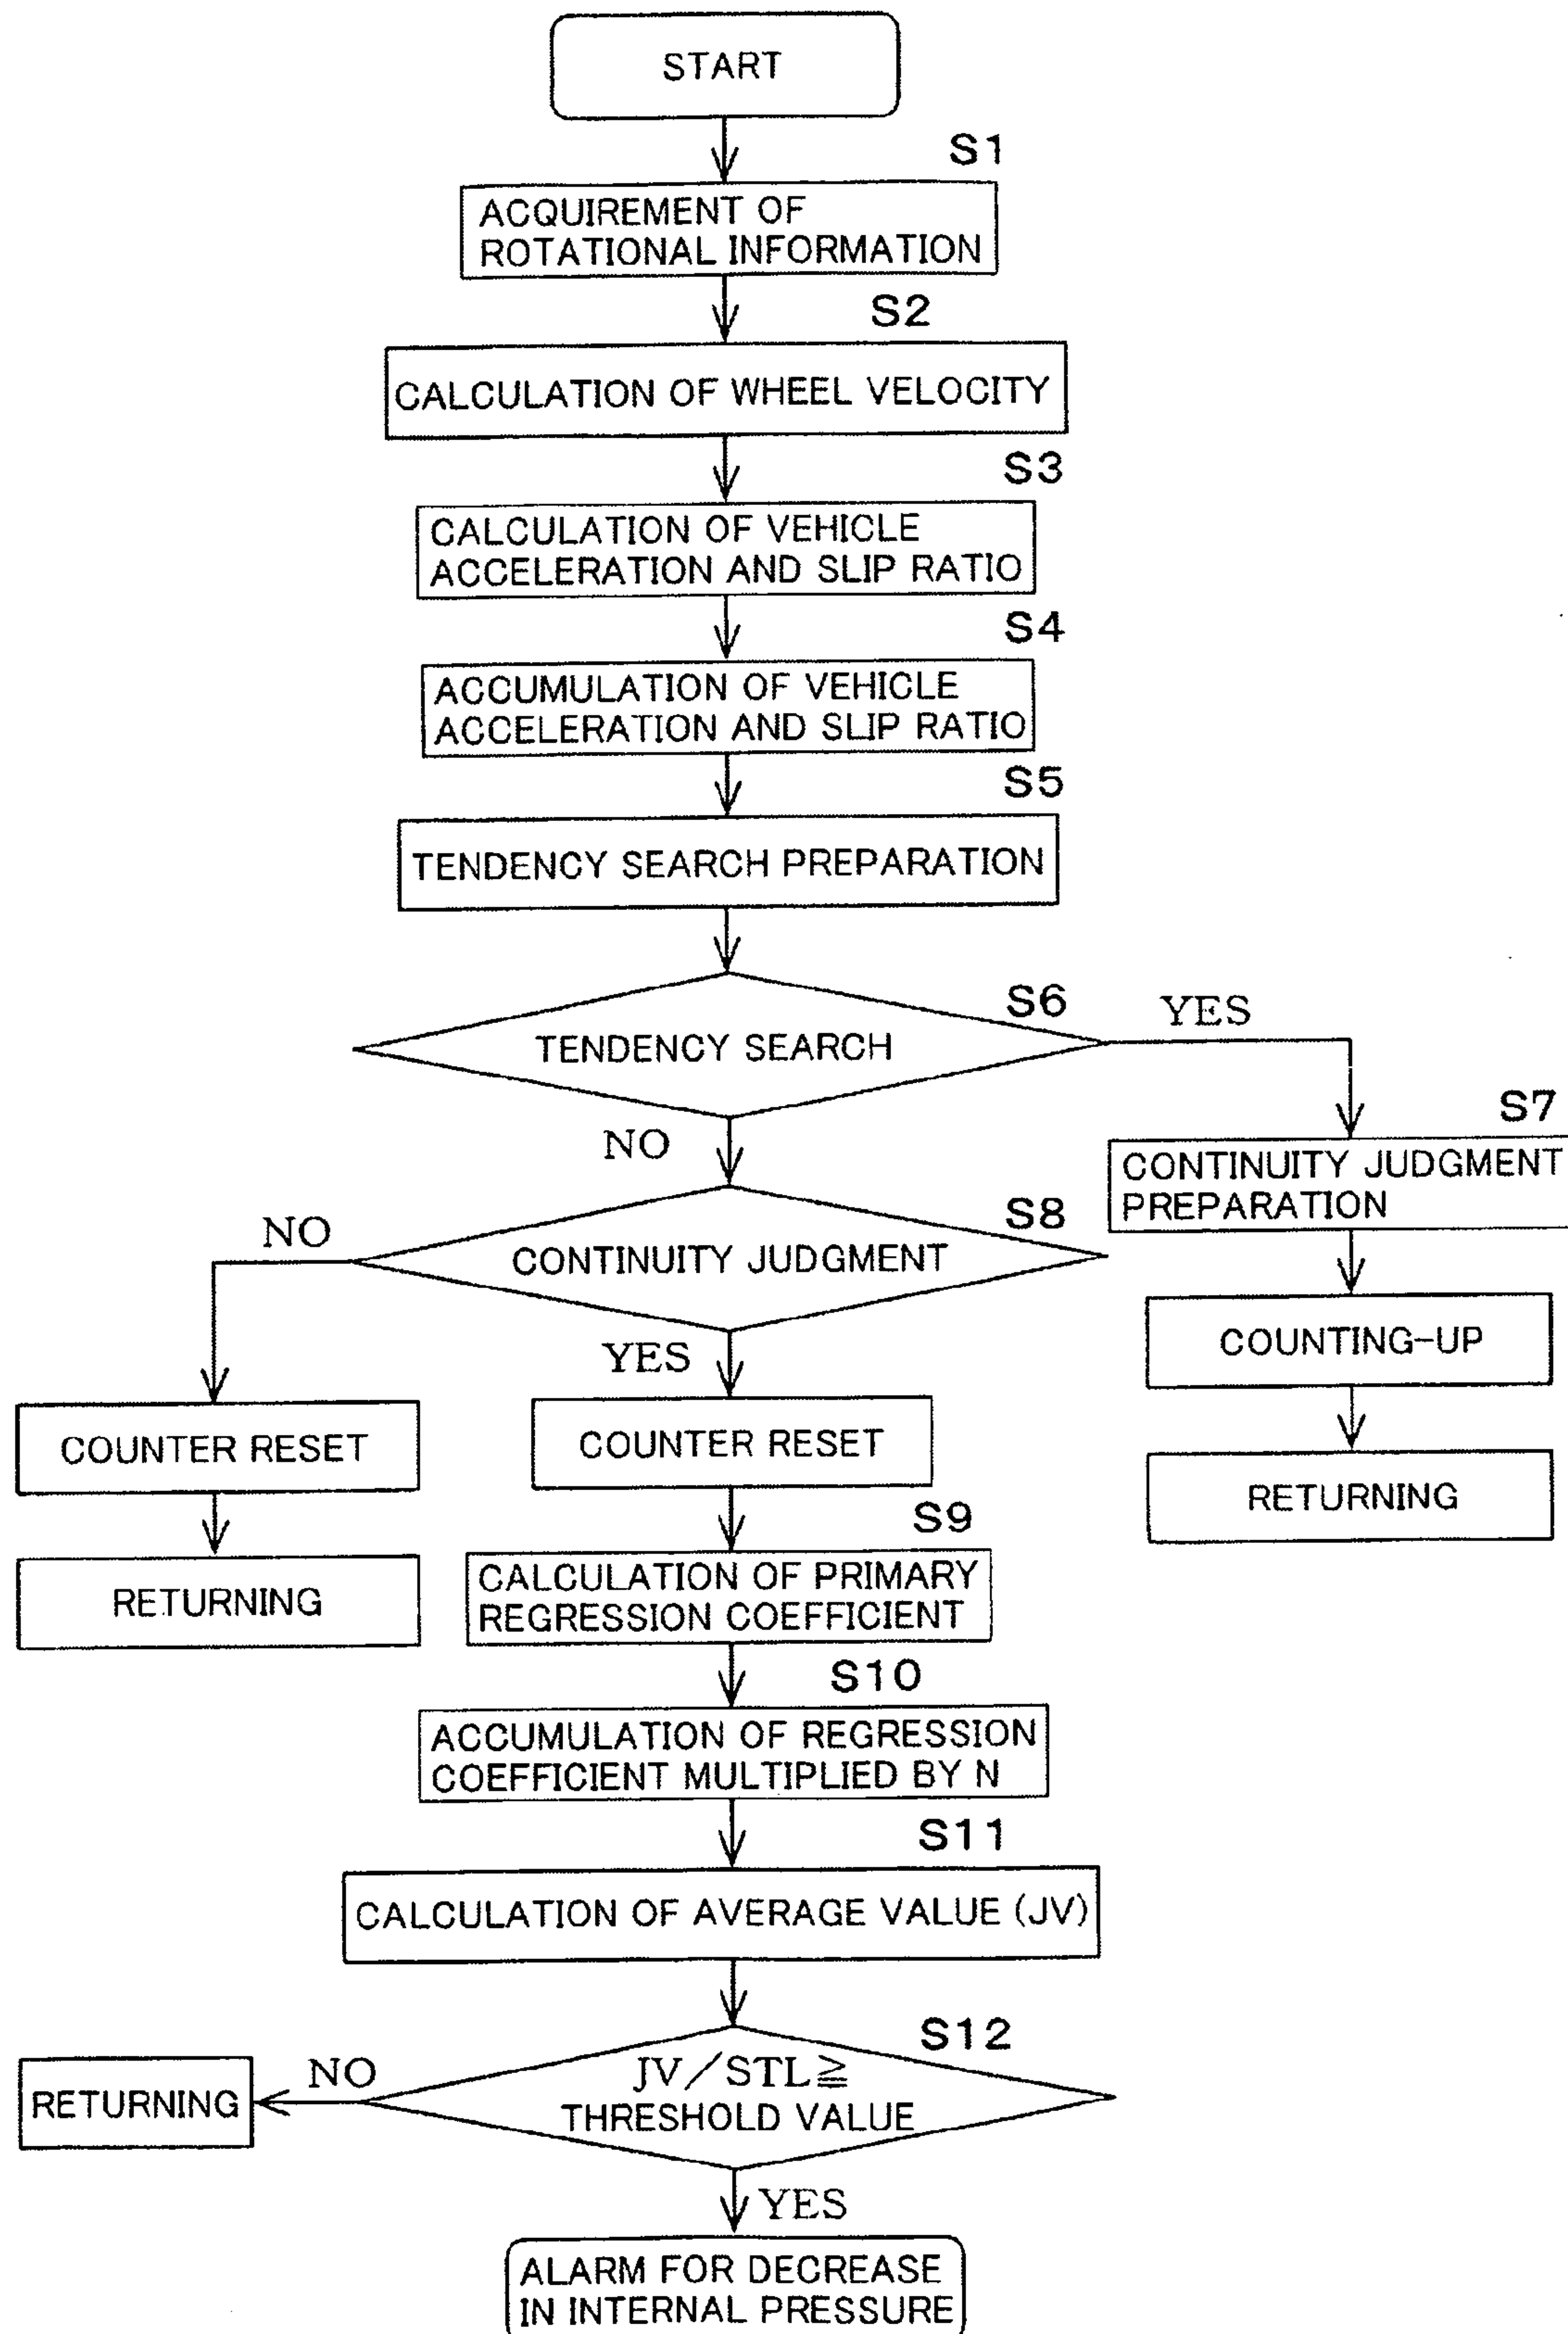 START
S1
ACQUIREMENT OF
ROTATIONAL INFORMATION
S2
CALCULATION OF WHEEL VELOCITY
S3
CALCULATION OF VEHICLE
ACCELERATION AND SLIP RATIO
S4
ACCUMULATION OF VEHICLE
ACCELERATION AND SLIP RATIO
S5
TENDENCY SEARCH PREPARATION
S6
YES
TENDENCY SEARCH
NO
S7
CONTINUITY JUDGMENT
PREPARATION
COUNTING-UP
RETURNING
S8
NO
CONTINUITY JUDGMENT
YES
COUNTER RESET
RETURNING
COUNTER RESET
S9
CALCULATION OF PRIMARY
REGRESSION COEFFICIENT
S10
ACCUMULATION OF REGRESSION
COEFFICIENT MULTIPLIED BY N
S11
CALCULATION OF AVERAGE VALUE (JV)
S12
JV/STL≧
THRESHOLD VALUE
NO
RETURNING
YES
ALARM FOR DECREASE
IN INTERNAL PRESSURE